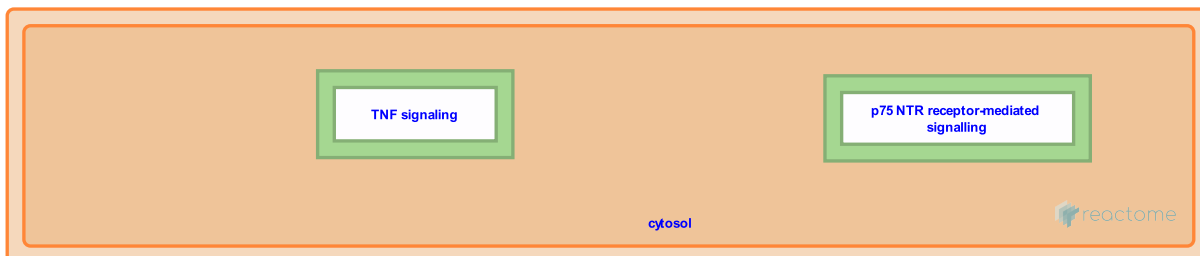 TNF signaling
p75 NTR receptor-mediated
signalling
cytosol
reactome